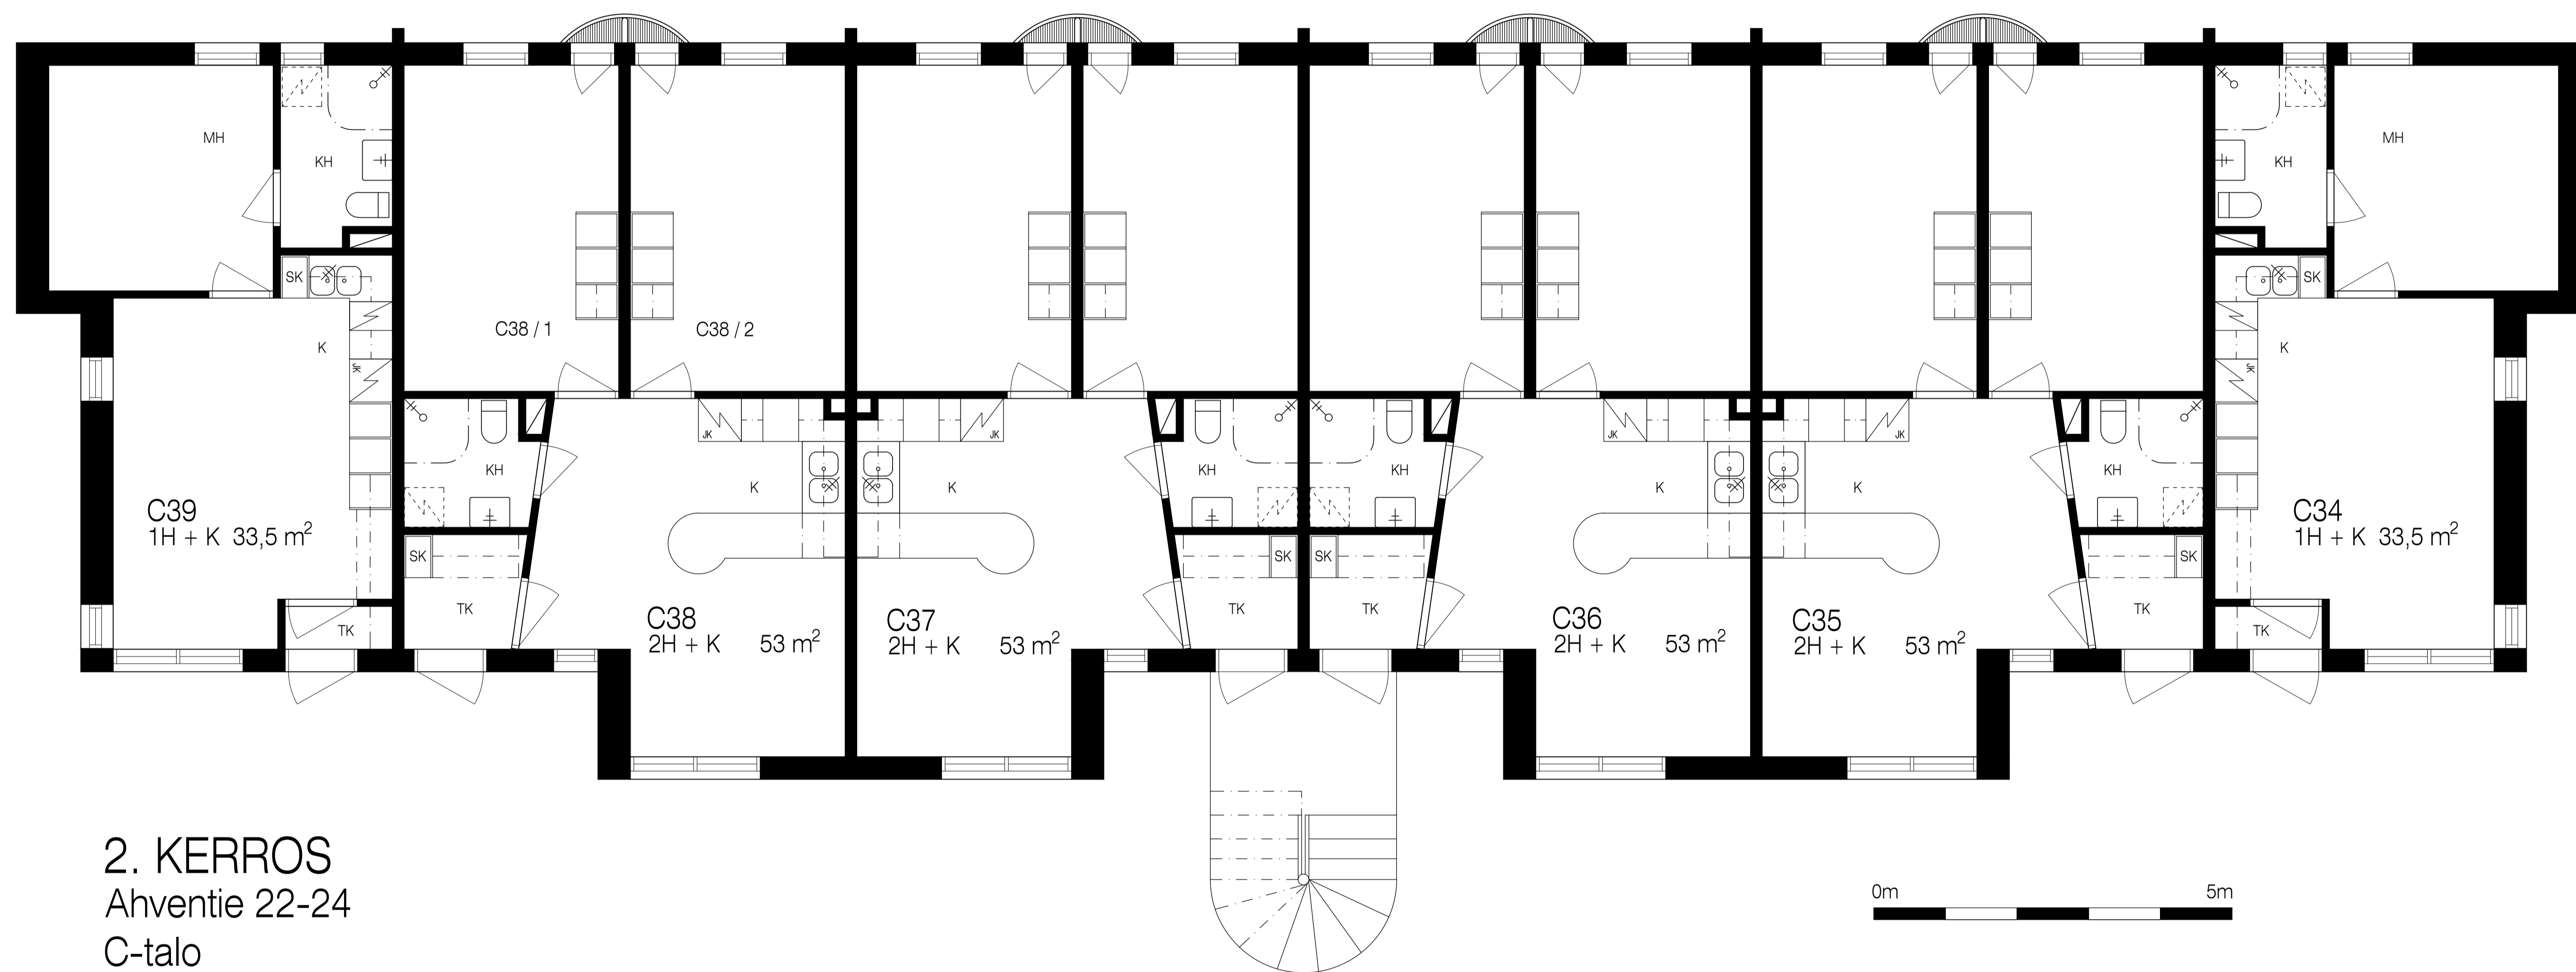 MH
KH
SK
K
JK
C39
1H + K 33,5 m²
TK
C38 / 1
C38 / 2
KH
SK
TK
JK
K
C38
2H + K 53 m²
JK
K
C37
2H + K 53 m²
KH
SK
TK
KH
SK
TK
JK
K
C36
2H + K 53 m²
JK
K
C35
2H + K 53 m²
KH
SK
TK
KH
MH
SK
K
JK
C34
1H + K 33,5 m²
TK
2. KERROS
Ahventie 22-24
C-talo
0m 5m